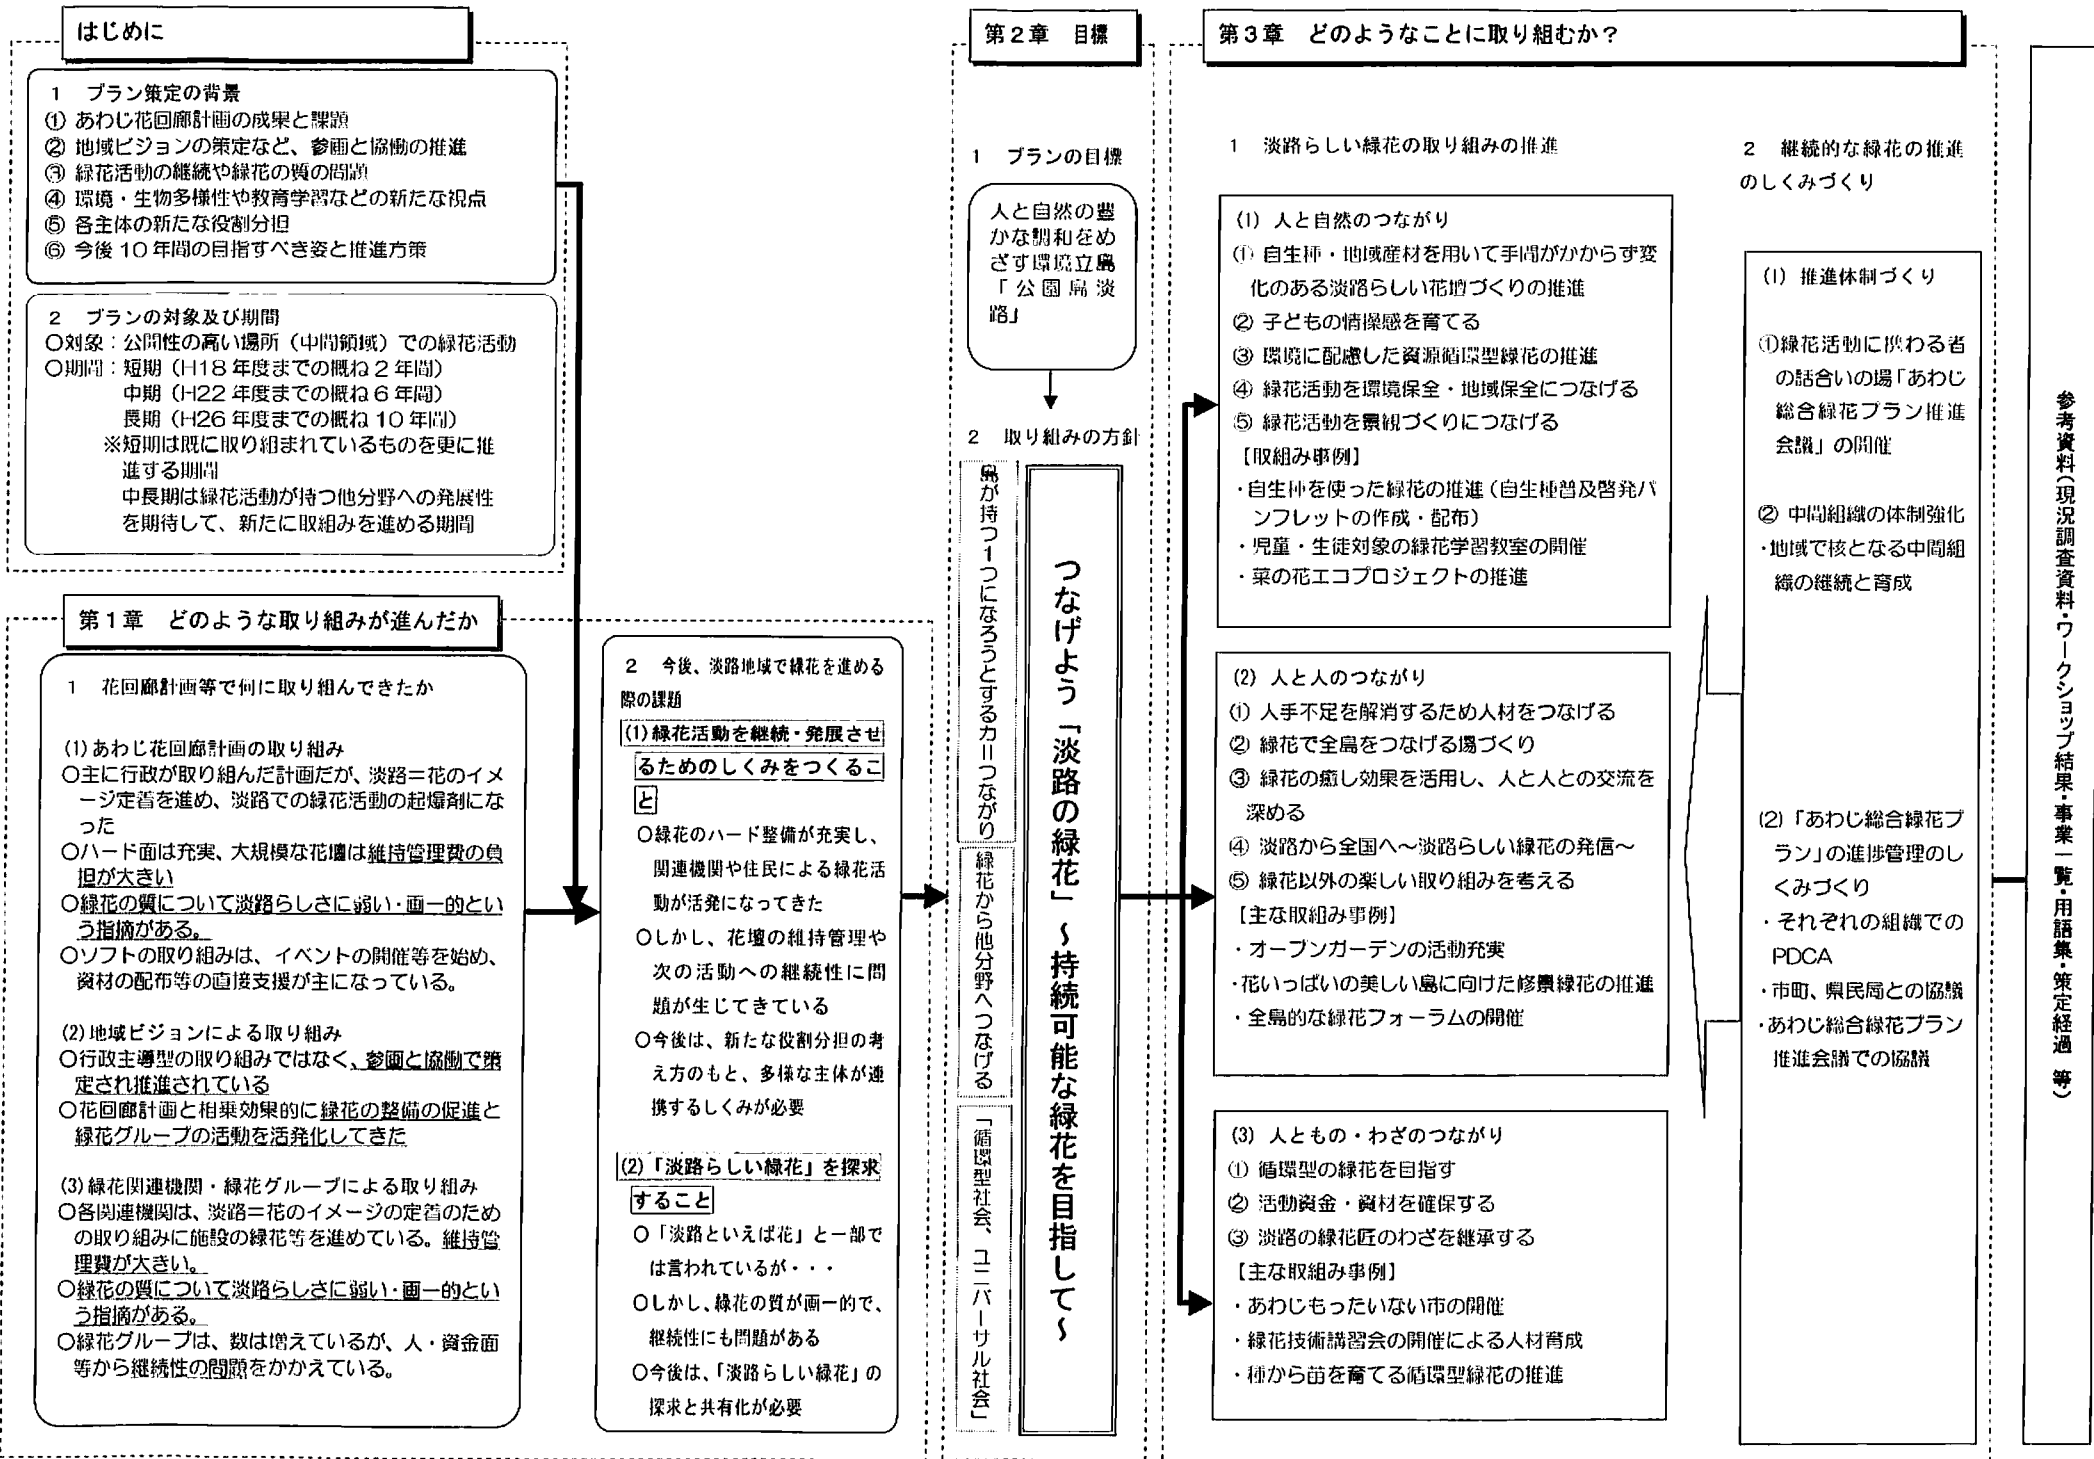 はじめに
1 プラン策定の背景
① あわじ花回廊計画の成果と課題
② 地域ビジョンの策定など、参画と協働の推進
③ 緑花活動の継続や緑花の質の問題
④ 環境・生物多様性や教育学習などの新たな視点
⑤ 各主体の新たな役割分担
⑥ 今後10年間の目指すべき姿と推進方策
2 プランの対象及び期間
○対象：公開性の高い場所（中間領域）での緑花活動
○期間：短期（H18年度までの概ね2年間）
中期（H22年度までの概ね6年間）
長期（H26年度までの概ね10年間）
※短期は既に取り組まれているものを更に推
進する期間
中長期は緑花活動が持つ他分野への発展性
を期待して、新たに取組みを進める期間
第1章 どのような取り組みが進んだか
1 花回廊計画等で何に取り組んできたか
(1)あわじ花回廊計画の取り組み
○主に行政が取り組んだ計画だが、淡路＝花のイメ
ージ定着を進め、淡路での緑花活動の起爆剤にな
った
○ハード面は充実、大規模な花壇は維持管理費の負
担が大きい
○緑花の質について淡路らしさに弱い・画一的とい
う指摘がある。
○ソフトの取り組みは、イベントの開催等を始め、
資材の配布等の直接支援が主になっている。
(2)地域ビジョンによる取り組み
○行政主導型の取り組みではなく、参画と協働で策
定され推進されている
○花回廊計画と相乗効果的に緑花の整備の促進と
緑花グループの活動を活発化してきた
(3)緑花関連機関・緑花グループによる取り組み
○各関連機関は、淡路＝花のイメージの定着のため
の取り組みに施設の緑花等を進めている。維持管
理費が大きい。
○緑花の質について淡路らしさに弱い・画一的とい
う指摘がある。
○緑花グループは、数は増えているが、人・資金面
等から継続性の問題をかかえている。
2 今後、淡路地域で緑花を進める
際の課題
(1)緑花活動を継続・発展させ
るためのしくみをつくるこ
と
○緑花のハード整備が充実し、
関連機関や住民による緑花活
動が活発になってきた
○しかし、花壇の維持管理や
次の活動への継続性に問
題が生じてきている
○今後は、新たな役割分担の考
え方のもと、多様な主体が連
携するしくみが必要
(2)「淡路らしい緑花」を探求
すること
○「淡路といえば花」と一部で
は言われているが・・・
○しかし、緑花の質が画一的で、
継続性にも問題がある
○今後は、「淡路らしい緑花」の
探求と共有化が必要
第2章 目標
1 プランの目標
人と自然の豊
かな調和をめ
ざす環境立島
「公園島淡
路」
2 取り組みの方針
島が持つ1つになろうとする力＝つながり
緑花から他分野へつなげる
「循環型社会、ユニバーサル社会」
つなげよう「淡路の緑花」～持続可能な緑花を目指して～
第3章 どのようなことに取り組むか？
1 淡路らしい緑花の取り組みの推進
(1) 人と自然のつながり
① 自生種・地域産材を用いて手間がかからず変
化のある淡路らしい花壇づくりの推進
② 子どもの情操感を育てる
③ 環境に配慮した資源循環型緑花の推進
④ 緑花活動を環境保全・地域保全につなげる
⑤ 緑花活動を景観づくりにつなげる
【取組み事例】
・自生種を使った緑花の推進（自生種普及啓発パ
ンフレットの作成・配布）
・児童・生徒対象の緑花学習教室の開催
・菜の花エコプロジェクトの推進
(2) 人と人のつながり
① 人手不足を解消するため人材をつなげる
② 緑花で全島をつなげる場づくり
③ 緑花の癒し効果を活用し、人と人との交流を
深める
④ 淡路から全国へ～淡路らしい緑花の発信～
⑤ 緑花以外の楽しい取り組みを考える
【主な取組み事例】
・オープンガーデンの活動充実
・花いっぱいの美しい島に向けた修景緑花の推進
・全島的な緑花フォーラムの開催
(3) 人ともの・わざのつながり
① 循環型の緑花を目指す
② 活動資金・資材を確保する
③ 淡路の緑花匠のわざを継承する
【主な取組み事例】
・あわじもったいない市の開催
・緑花技術講習会の開催による人材育成
・種から苗を育てる循環型緑花の推進
2 継続的な緑花の推進
のしくみづくり
(1) 推進体制づくり
①緑花活動に携わる者
の話合いの場「あわじ
総合緑花プラン推進
会議」の開催
② 中間組織の体制強化
・地域で核となる中間組
織の継続と育成
(2)「あわじ総合緑花プ
ラン」の進捗管理のし
くみづくり
・それぞれの組織での
PDCA
・市町、県民局との協議
・あわじ総合緑花プラン
推進会議での協議
参考資料（現況調査資料・ワークショップ結果・事業一覧・用語集・策定経過 等）